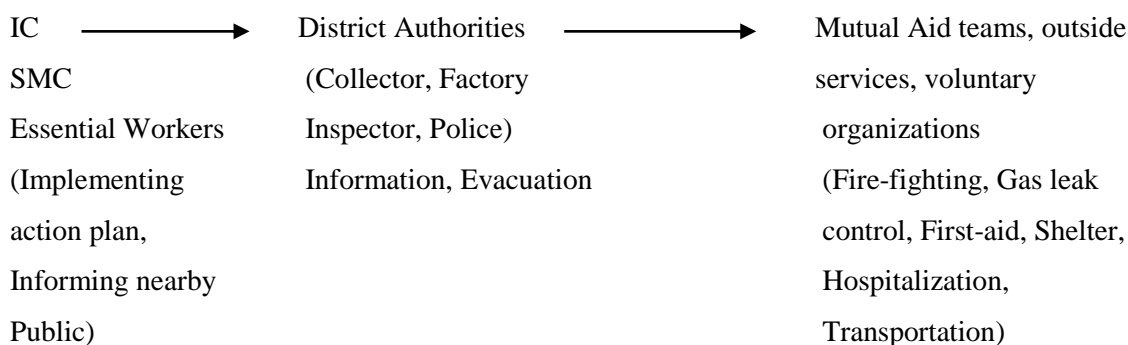 IC
SMC
Essential Workers
(Implementing
action plan,
Informing nearby
Public)
District Authorities
(Collector, Factory
Inspector, Police)
Information, Evacuation
Mutual Aid teams, outside
services, voluntary
organizations
(Fire-fighting, Gas leak
control, First-aid, Shelter,
Hospitalization,
Transportation)